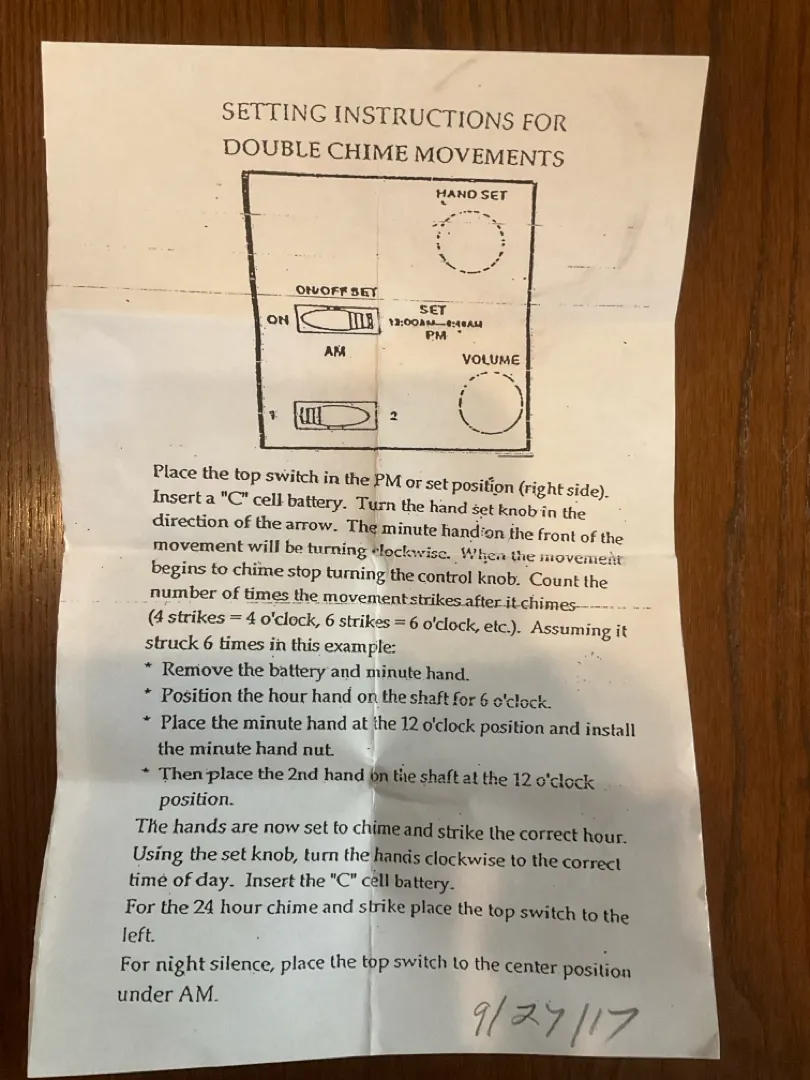 SETTING INSTRUCTIONS FOR
DOUBLE CHIME MOVEMENTS
HAND SET
ON/OFF SET
ON
SET
12:00AM—
PM
AM
VOLUME
1
2
Place the top switch in the PM or set position (right side).
Insert a "C" cell battery. Turn the hand set knob in the
direction of the arrow. The minute hand on the front of the
movement will be turning clockwise. When the movement
begins to chime stop turning the control knob. Count the
number of times the movement strikes after it chimes
(4 strikes = 4 o'clock, 6 strikes = 6 o'clock, etc.). Assuming it
struck 6 times in this example:
* Remove the battery and minute hand.
* Position the hour hand on the shaft for 6 o'clock.
* Place the minute hand at the 12 o'clock position and install
the minute hand nut.
* Then place the 2nd hand on the shaft at the 12 o'clock
position.
The hands are now set to chime and strike the correct hour.
Using the set knob, turn the hands clockwise to the correct
time of day. Insert the "C" cell battery.
For the 24 hour chime and strike place the top switch to the
left.
For night silence, place the top switch to the center position
under AM.
9/27/17